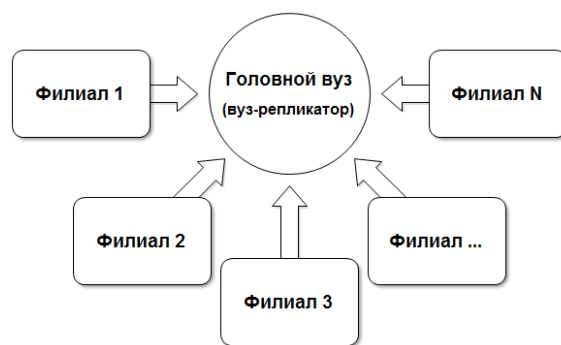 Головной вуз
(вуз-репликатор)
Филиал 1
Филиал N
Филиал 2
Филиал ...
Филиал 3